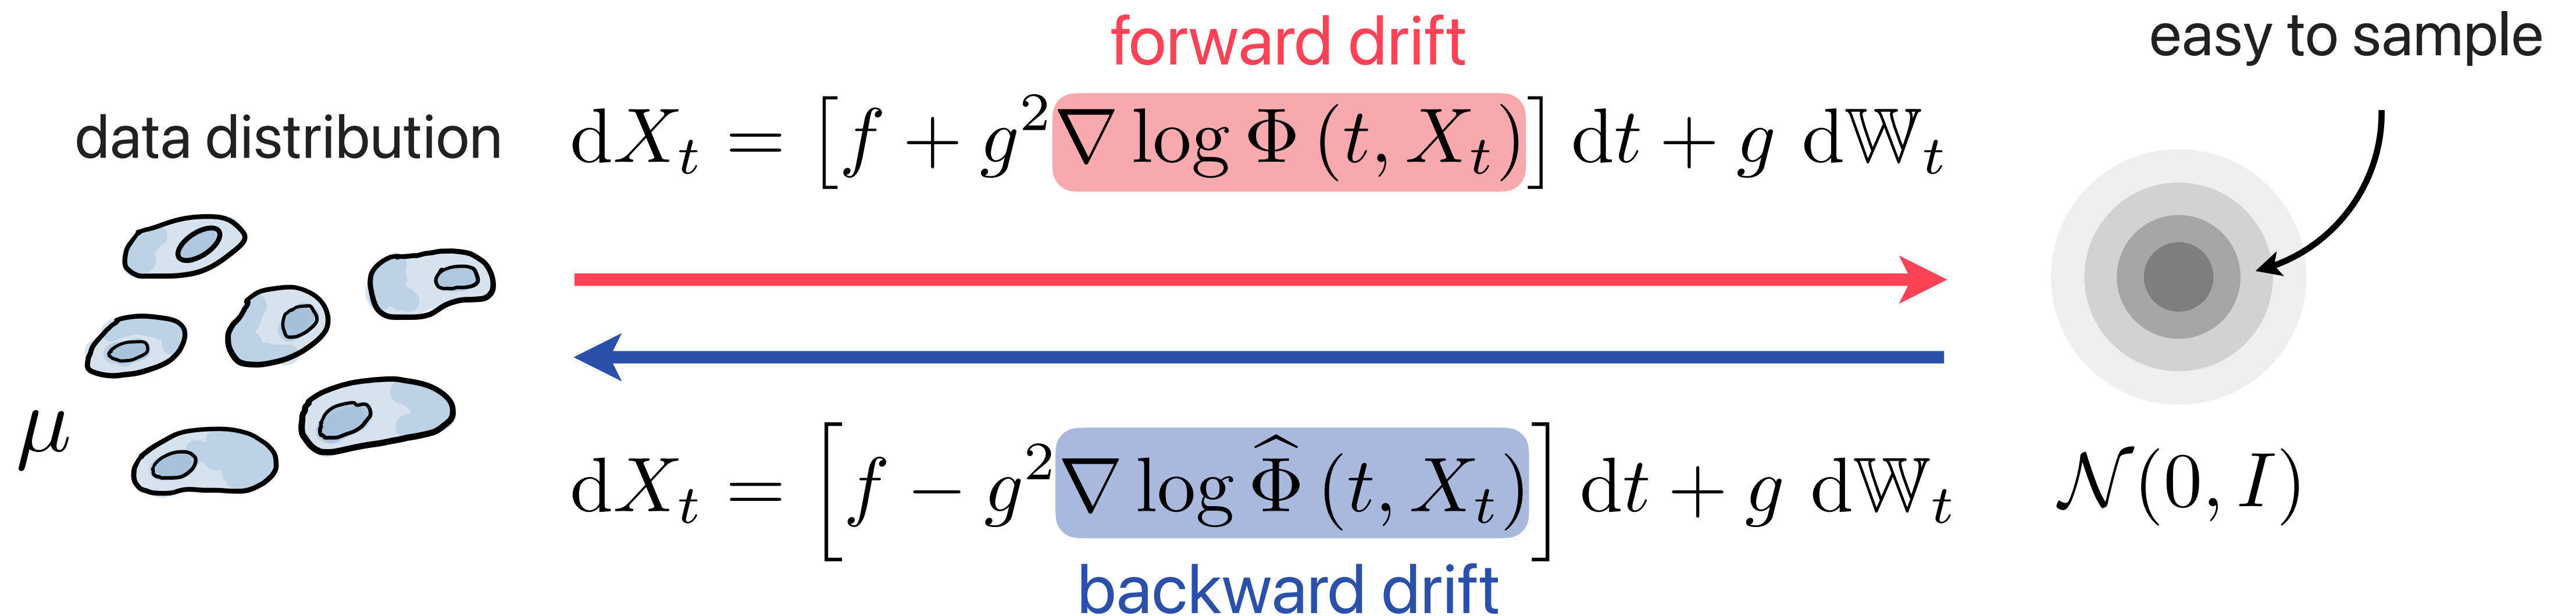 forward drift
easy to sample
data distribution
dX_t = [f + g^2 ∇ log Φ (t, X_t)] dt + g d𝕎_t
μ
dX_t = [f − g^2 ∇ log Φ̂ (t, X_t)] dt + g d𝕎_t
𝒩(0, I)
backward drift